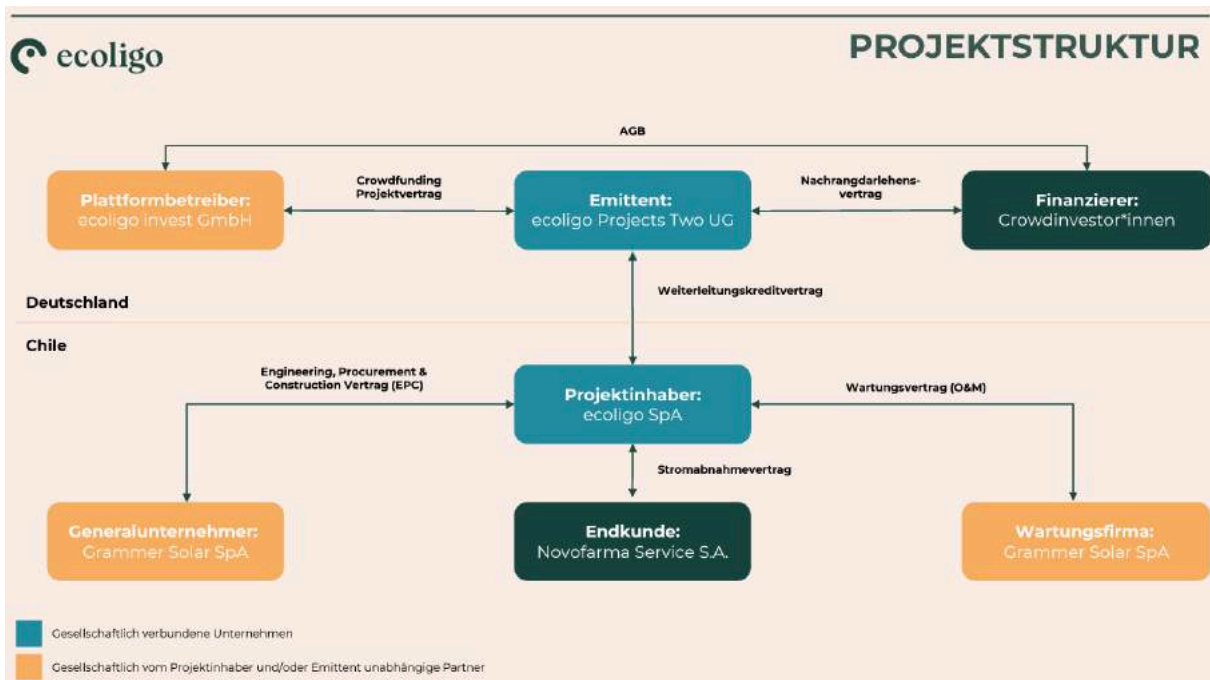 ecoligo
PROJEKTSTRUKTUR
AGB
Plattformbetreiber:
ecoligo invest GmbH
Crowdfunding
Projektvertrag
Emittent:
ecoligo Projects Two UG
Nachrangdarlehens-
vertrag
Finanzierer:
Crowdinvestor*innen
Weiterleitungskreditvertrag
Deutschland
Chile
Engineering, Procurement &
Construction Vertrag (EPC)
Projektinhaber:
ecoligo SpA
Wartungsvertrag (O&M)
Stromabnahmevertrag
Generalunternehmer:
Grammer Solar SpA
Endkunde:
Novofarma Service S.A.
Wartungsfirma:
Grammer Solar SpA
Gesellschaftlich verbundene Unternehmen
Gesellschaftlich vom Projektinhaber und/oder Emittent unabhängige Partner